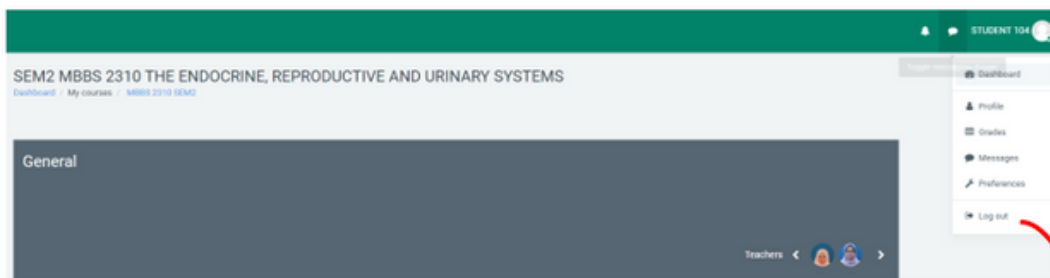 STUDENT 104
SEM2 MBBS 2310 THE ENDOCRINE, REPRODUCTIVE AND URINARY SYSTEMS
Dashboard / My courses / MBBS 2310 SEM2
Dashboard
Profile
Grades
Messages
Preferences
Log out
General
Teachers